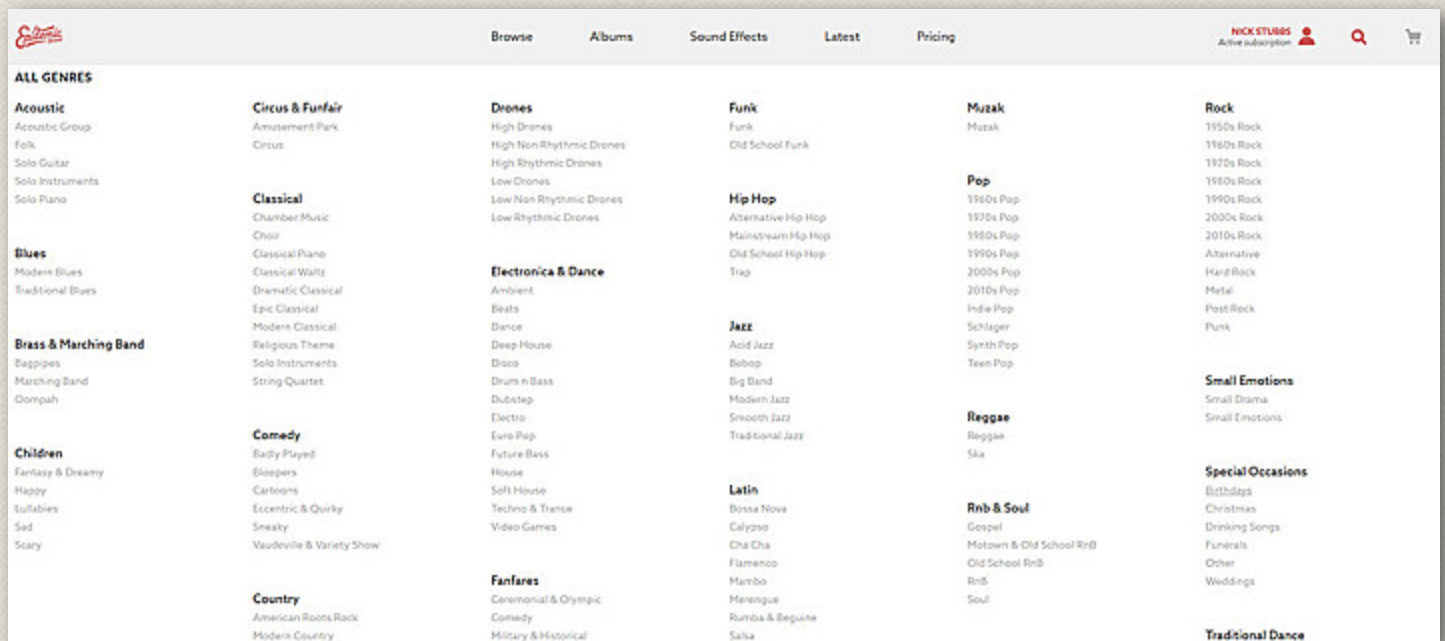 Epitonic
Browse
Albums
Sound Effects
Latest
Pricing
NICK STUBBS
Active subscription
ALL GENRES
Acoustic
Acoustic Group
Folk
Solo Guitar
Solo Instruments
Solo Piano
Blues
Modern Blues
Traditional Blues
Brass & Marching Band
Bagpipes
Marching Band
Oompah
Children
Fantasy & Dreamy
Happy
Lullabies
Sad
Scary
Circus & Funfair
Amusement Park
Circus
Classical
Chamber Music
Choir
Classical Piano
Classical Waltz
Dramatic Classical
Epic Classical
Modern Classical
Religious Theme
Solo Instruments
String Quartet
Comedy
Badly Played
Bloopers
Cartoons
Eccentric & Quirky
Sneaky
Vaudeville & Variety Show
Country
American Roots Rock
Modern Country
Drones
High Drones
High Non Rhythmic Drones
High Rhythmic Drones
Low Drones
Low Non Rhythmic Drones
Low Rhythmic Drones
Electronica & Dance
Ambient
Beats
Dance
Deep House
Disco
Drum n Bass
Dubstep
Electro
Euro Pop
Future Bass
House
Soft House
Techno & Trance
Video Games
Fanfares
Ceremonial & Olympic
Comedy
Military & Historical
Funk
Funk
Old School Funk
Hip Hop
Alternative Hip Hop
Mainstream Hip Hop
Old School Hip Hop
Trap
Jazz
Acid Jazz
Bebop
Big Band
Modern Jazz
Smooth Jazz
Traditional Jazz
Latin
Bossa Nova
Calypso
Cha Cha
Flamenco
Mambo
Merengue
Rumba & Beguine
Salsa
Muzak
Muzak
Pop
1960s Pop
1970s Pop
1980s Pop
1990s Pop
2000s Pop
2010s Pop
Indie Pop
Schlager
Synth Pop
Teen Pop
Reggae
Reggae
Ska
Rnb & Soul
Gospel
Motown & Old School RnB
Old School RnB
RnB
Soul
Rock
1950s Rock
1960s Rock
1970s Rock
1980s Rock
1990s Rock
2000s Rock
2010s Rock
Alternative
Hard Rock
Metal
Post Rock
Punk
Small Emotions
Small Drama
Small Emotions
Special Occasions
Birthdays
Christmas
Drinking Songs
Funerals
Other
Weddings
Traditional Dance